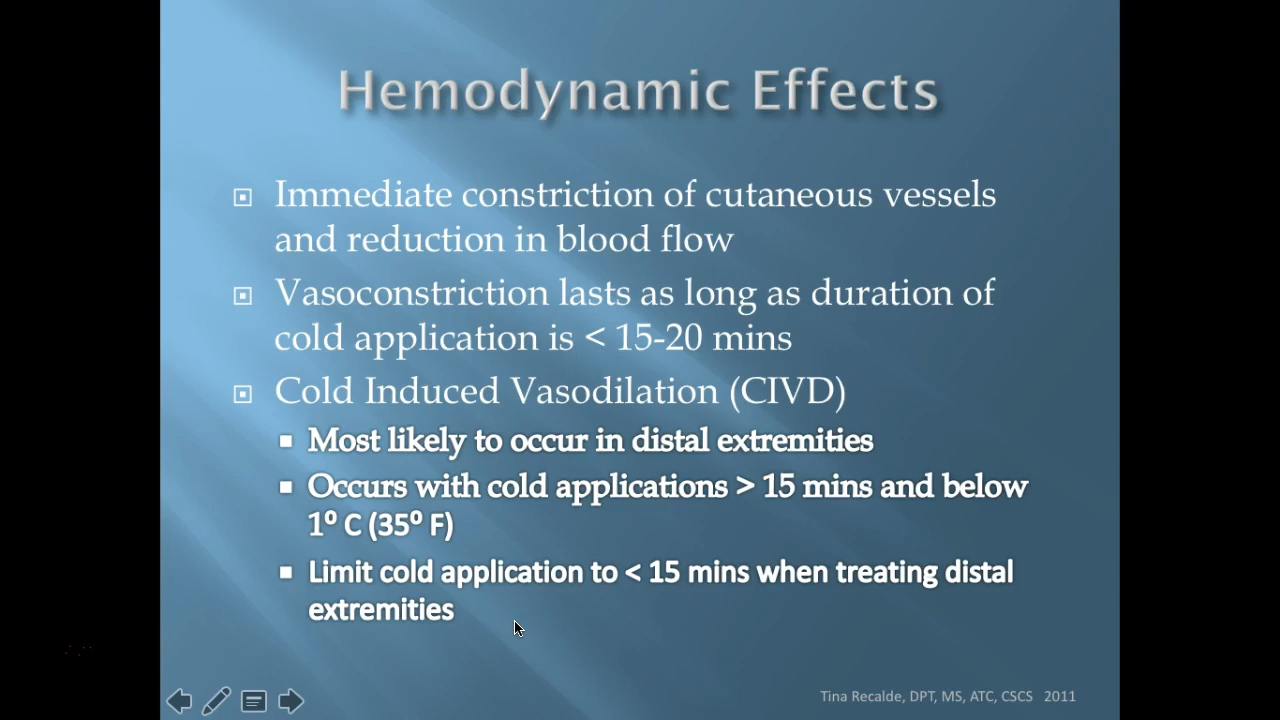 Hemodynamic Effects
Immediate constriction of cutaneous vessels
and reduction in blood flow
Vasoconstriction lasts as long as duration of
cold application is < 15-20 mins
Cold Induced Vasodilation (CIVD)
Most likely to occur in distal extremities
Occurs with cold applications > 15 mins and below
1⁰ C (35⁰ F)
Limit cold application to < 15 mins when treating distal
extremities
Tina Recalde, DPT, MS, ATC, CSCS 2011